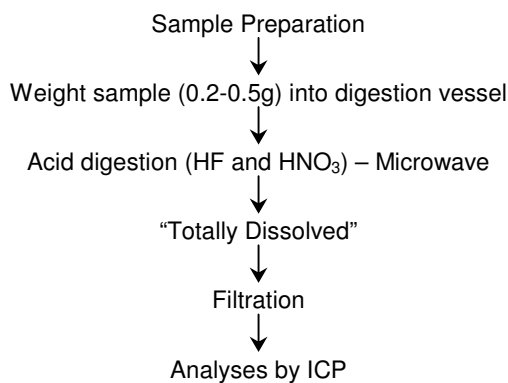 Sample Preparation
Weight sample (0.2-0.5g) into digestion vessel
Acid digestion (HF and HNO₃) – Microwave
“Totally Dissolved”
Filtration
Analyses by ICP